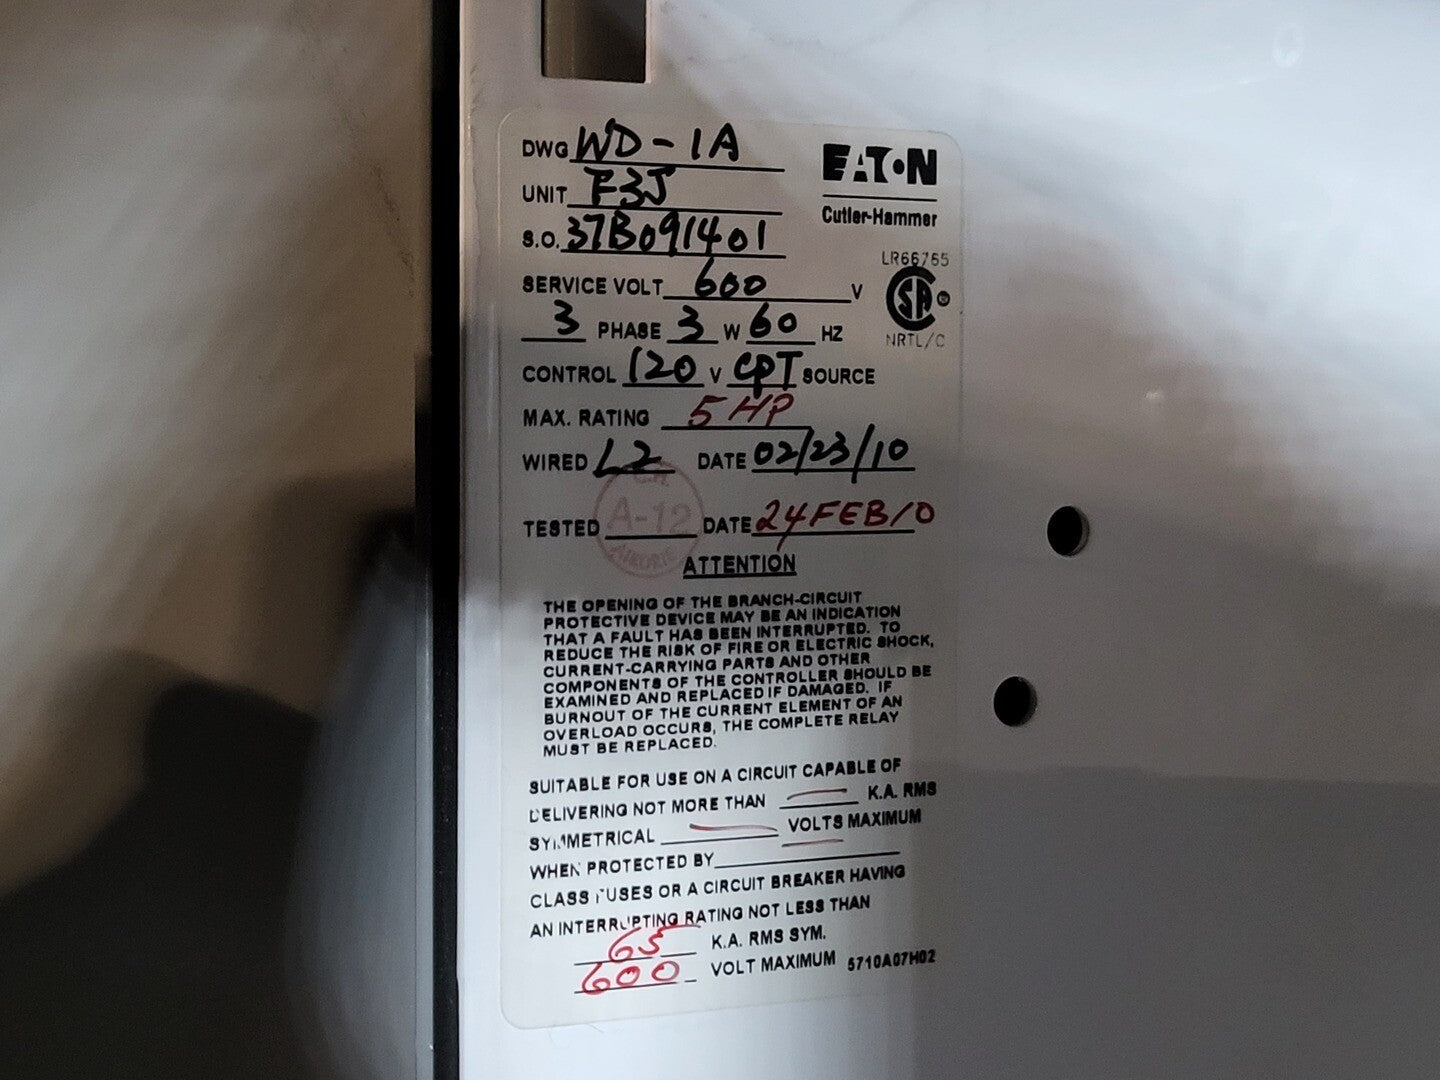 DWG WD-1A
EATON
Cutler-Hammer
UNIT F3J
S.O. 37B091401
LR66765
SERVICE VOLT 600 V
SA
3 PHASE 3 W 60 HZ
NRTL/C
CONTROL 120 V CPT SOURCE
MAX. RATING 5 HP
WIRED LZ DATE 02/23/10
C.H.
TESTED A-12 DATE 24 FEB/0
ATTENTION
THE OPENING OF THE BRANCH-CIRCUIT
PROTECTIVE DEVICE MAY BE AN INDICATION
THAT A FAULT HAS BEEN INTERRUPTED. TO
REDUCE THE RISK OF FIRE OR ELECTRIC SHOCK,
CURRENT-CARRYING PARTS AND OTHER
COMPONENTS OF THE CONTROLLER SHOULD BE
EXAMINED AND REPLACED IF DAMAGED. IF
BURNOUT OF THE CURRENT ELEMENT OF AN
OVERLOAD OCCURS, THE COMPLETE RELAY
MUST BE REPLACED.
SUITABLE FOR USE ON A CIRCUIT CAPABLE OF
DELIVERING NOT MORE THAN — K.A. RMS
SYMMETRICAL — VOLTS MAXIMUM
WHEN PROTECTED BY
CLASS FUSES OR A CIRCUIT BREAKER HAVING
AN INTERRUPTING RATING NOT LESS THAN
65 K.A. RMS SYM.
600 VOLT MAXIMUM 5710A07H02